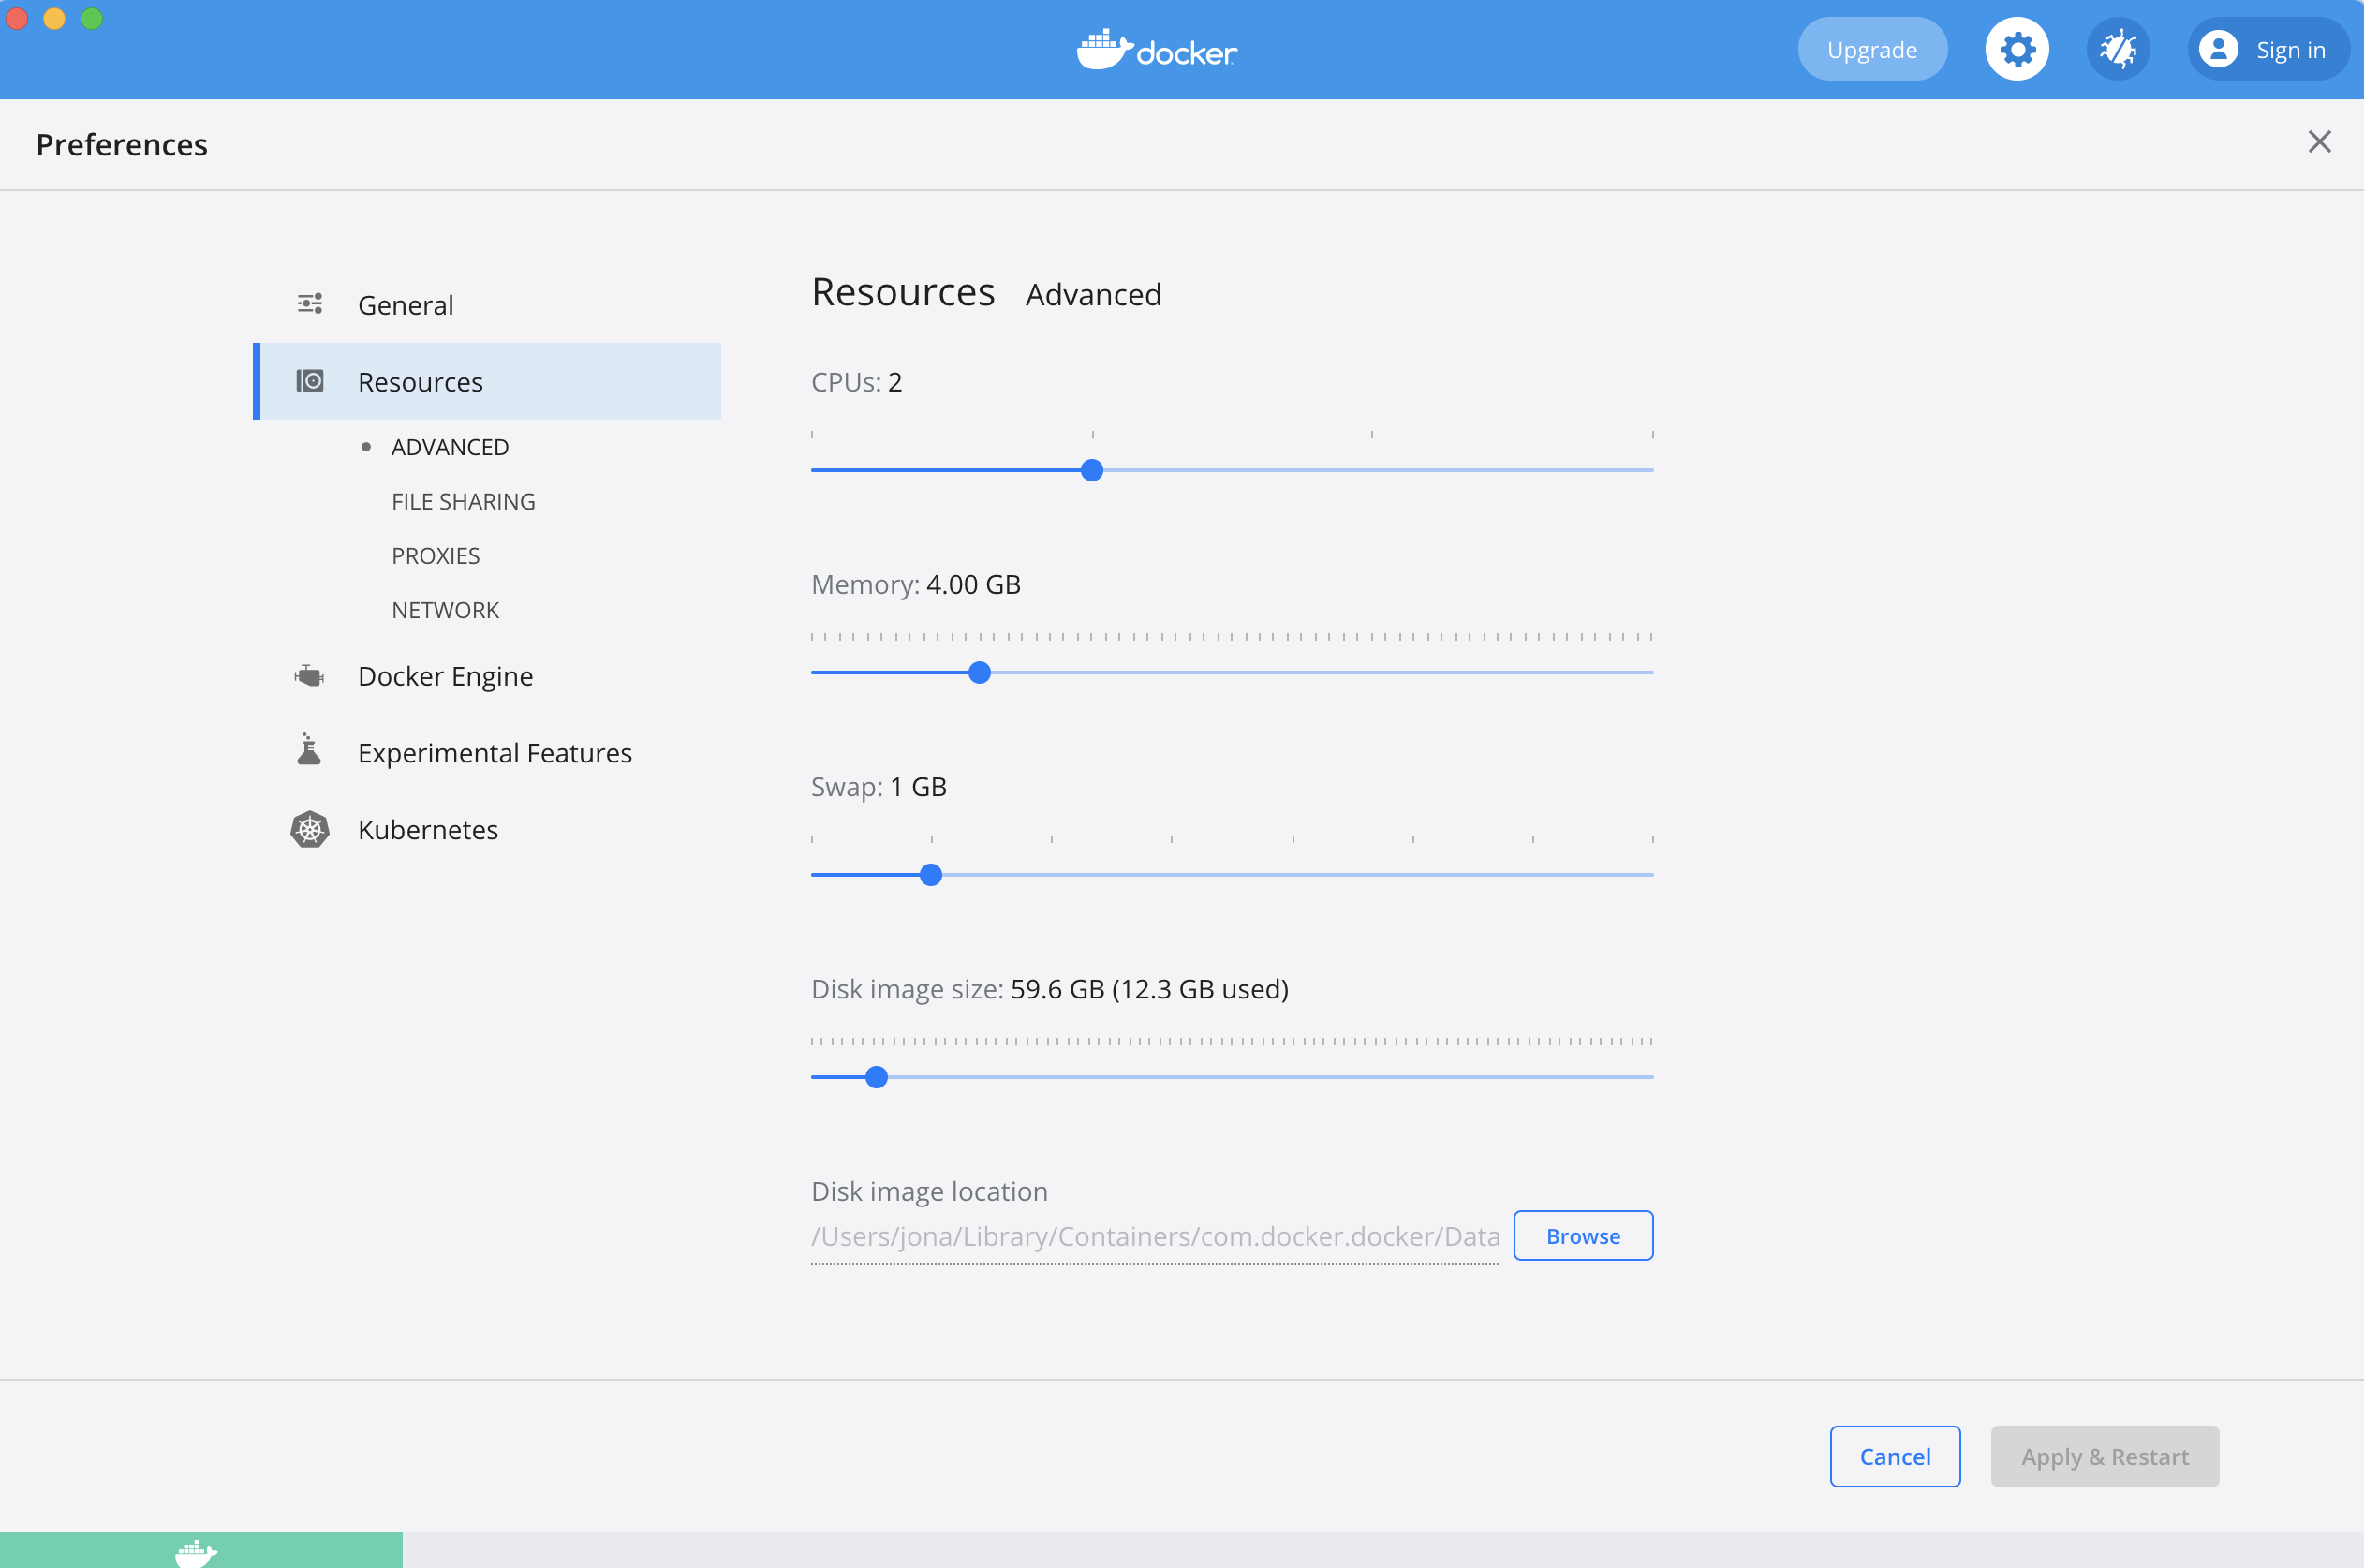 docker
Upgrade
Sign in
Preferences
General
Resources
ADVANCED
FILE SHARING
PROXIES
NETWORK
Docker Engine
Experimental Features
Kubernetes
Resources Advanced
CPUs: 2
Memory: 4.00 GB
Swap: 1 GB
Disk image size: 59.6 GB (12.3 GB used)
Disk image location
/Users/jona/Library/Containers/com.docker.docker/Data
Browse
Cancel
Apply & Restart